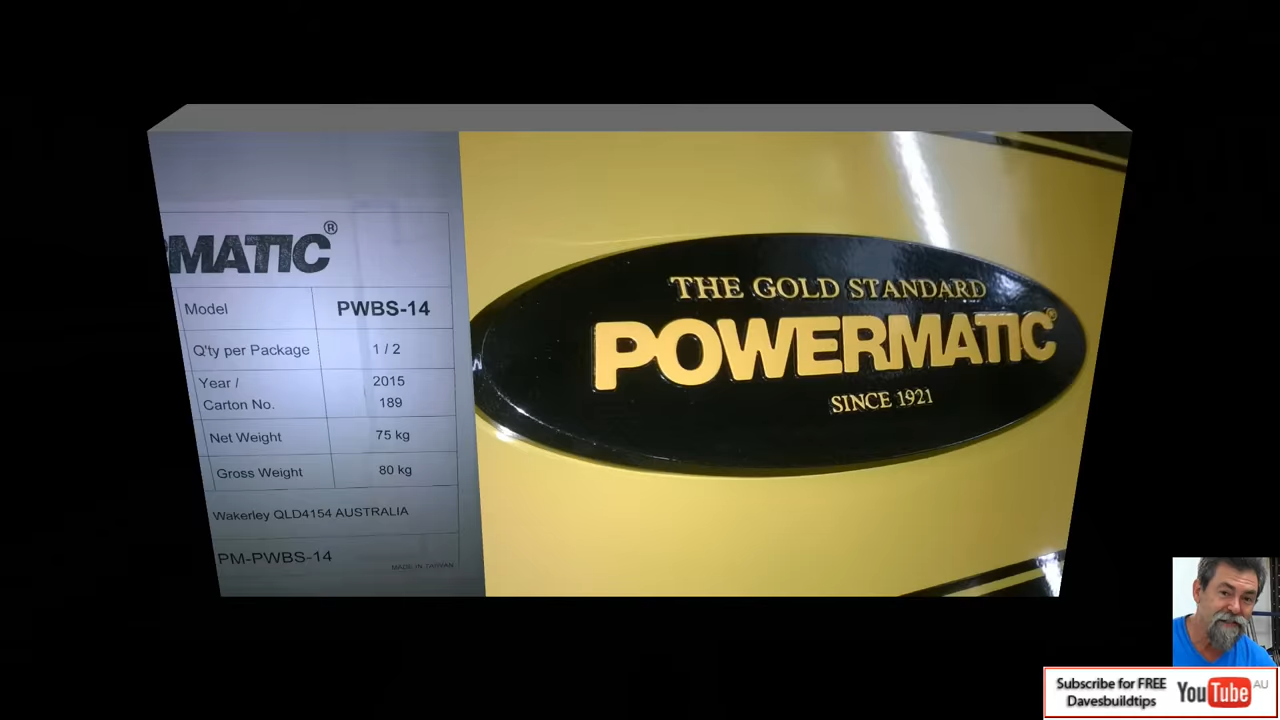 MATIC®
Model PWBS-14
Q'ty per Package 1 / 2
Year / 2015
Carton No. 189
Net Weight 75 kg
Gross Weight 80 kg
Wakerley QLD4154 AUSTRALIA
PM-PWBS-14
MADE IN TAIWAN
THE GOLD STANDARD
POWERMATIC®
SINCE 1921
Subscribe for FREE
Davesbuildtips
YouTube AU